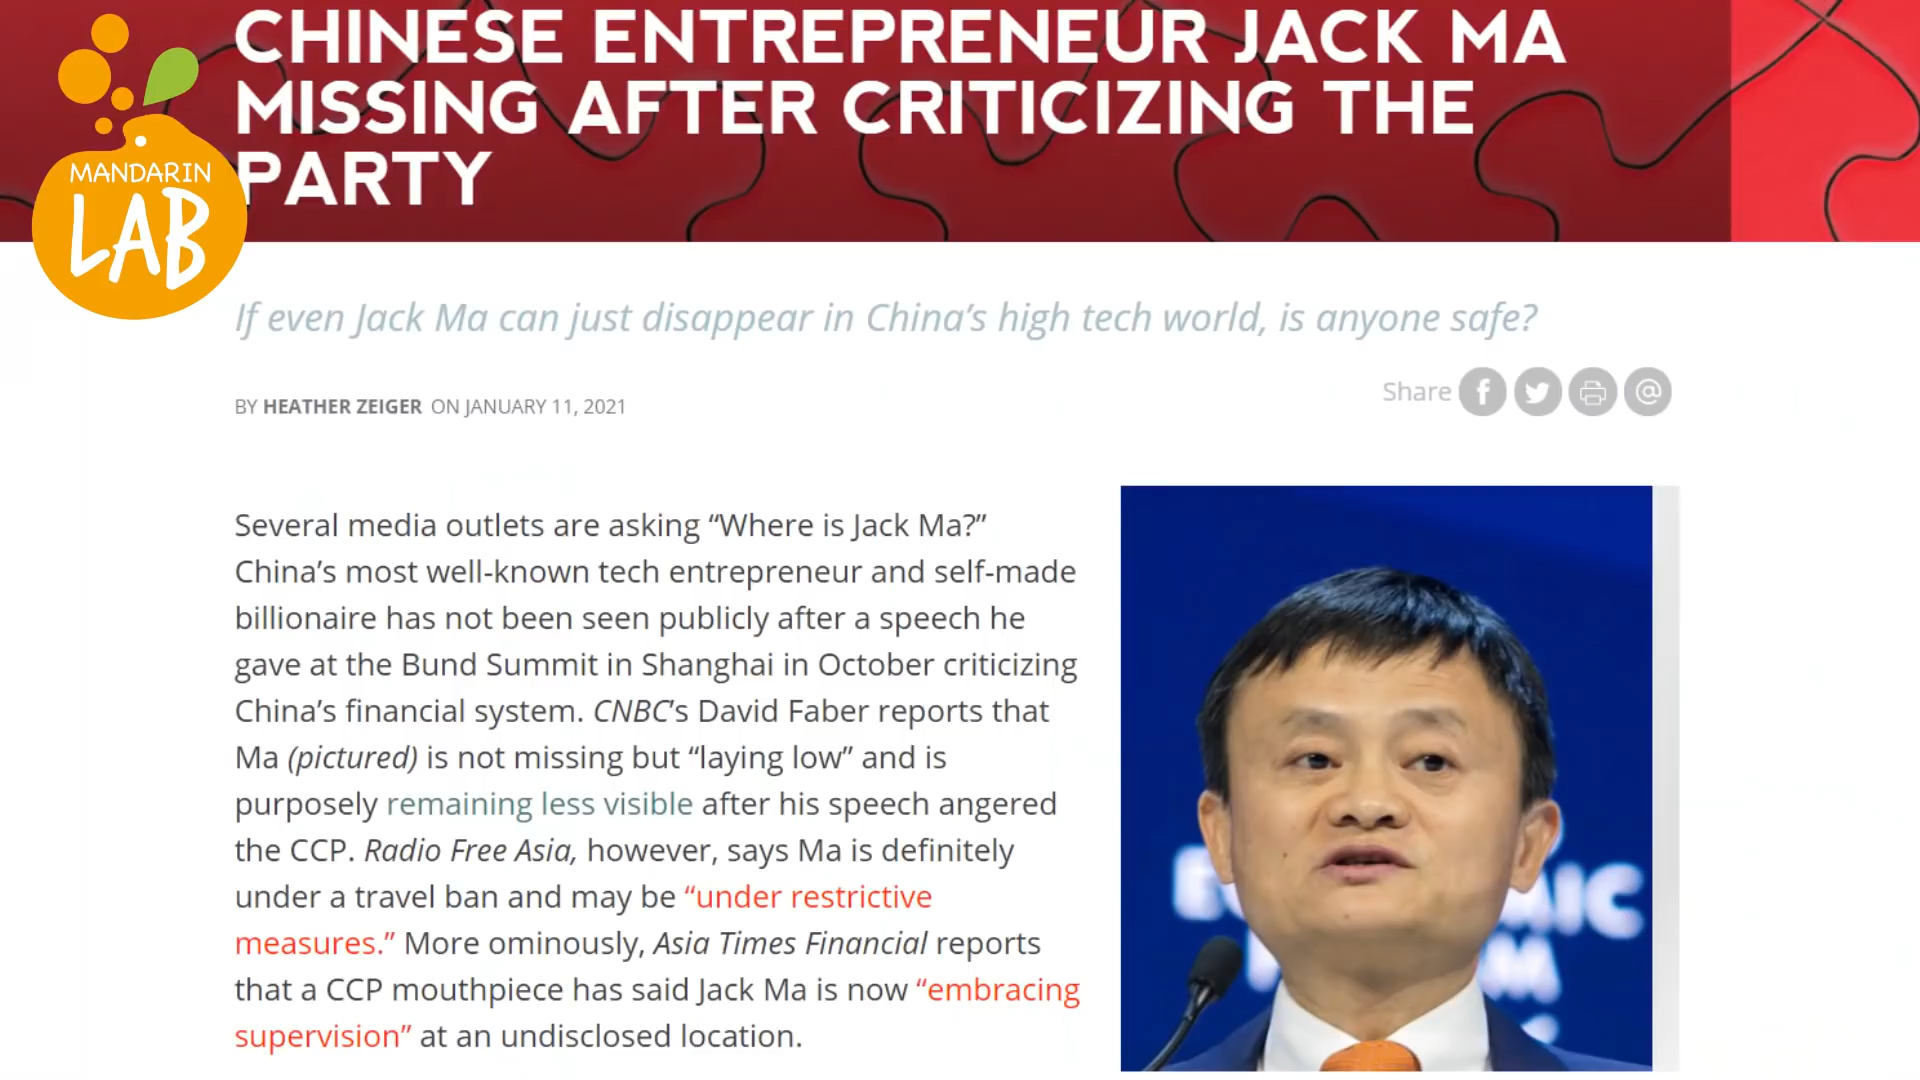 CHINESE ENTREPRENEUR JACK MA
MISSING AFTER CRITICIZING THE
PARTY
MANDARIN
LAB
If even Jack Ma can just disappear in China's high tech world, is anyone safe?
BY HEATHER ZEIGER ON JANUARY 11, 2021
Share
Several media outlets are asking “Where is Jack Ma?”
China's most well-known tech entrepreneur and self-made
billionaire has not been seen publicly after a speech he
gave at the Bund Summit in Shanghai in October criticizing
China's financial system. CNBC's David Faber reports that
Ma (pictured) is not missing but “laying low” and is
purposely remaining less visible after his speech angered
the CCP. Radio Free Asia, however, says Ma is definitely
under a travel ban and may be “under restrictive
measures.” More ominously, Asia Times Financial reports
that a CCP mouthpiece has said Jack Ma is now “embracing
supervision” at an undisclosed location.